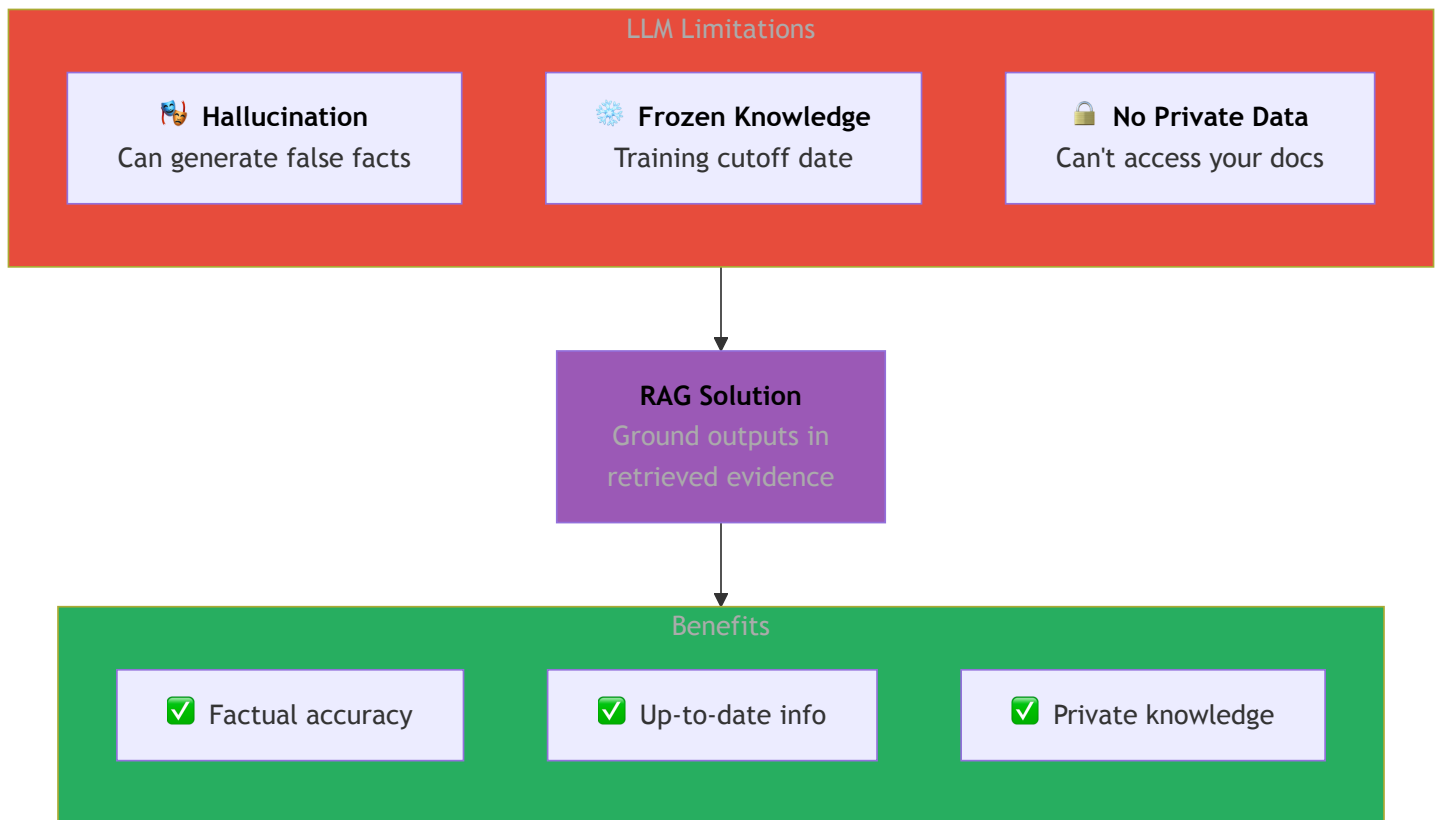 LLM Limitations
🎭 Hallucination
Can generate false facts
❄️ Frozen Knowledge
Training cutoff date
🔒 No Private Data
Can't access your docs
RAG Solution
Ground outputs in
retrieved evidence
Benefits
✅ Factual accuracy
✅ Up-to-date info
✅ Private knowledge